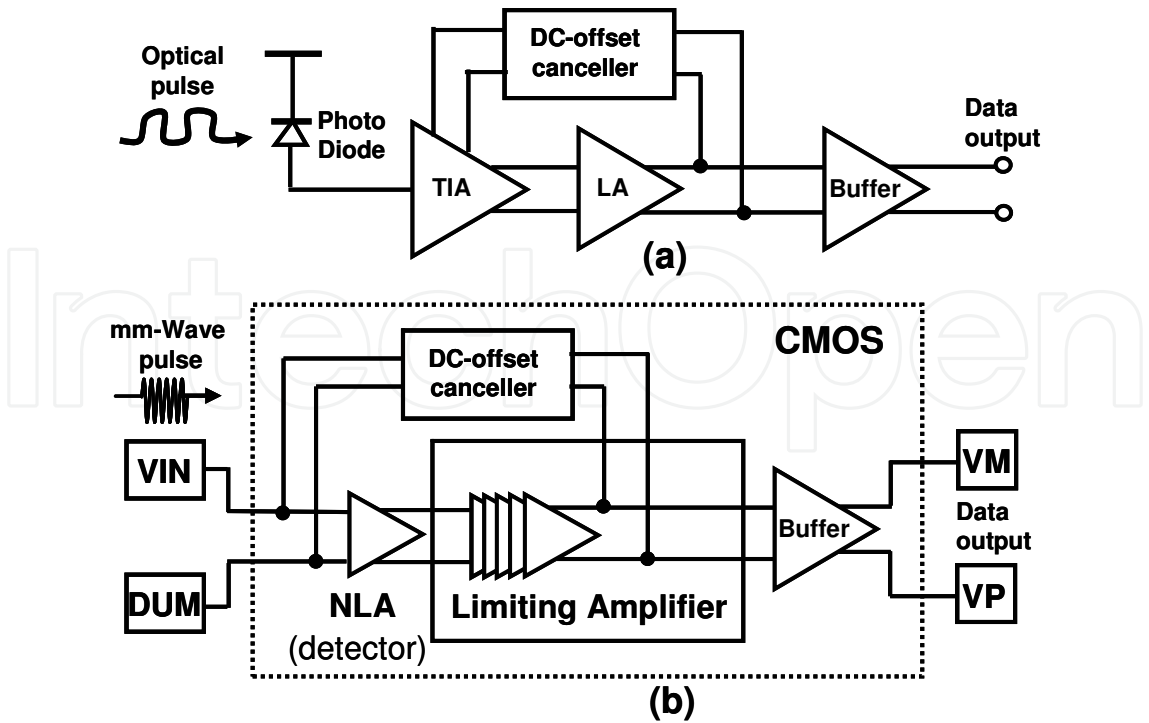 DC-offset
canceller
Optical
pulse
Photo
Diode
TIA
LA
Buffer
Data
output
(a)
IntechOpen
mm-Wave
pulse
CMOS
DC-offset
canceller
VIN
DUM
NLA
(detector)
Limiting Amplifier
Buffer
VM
Data
output
VP
(b)